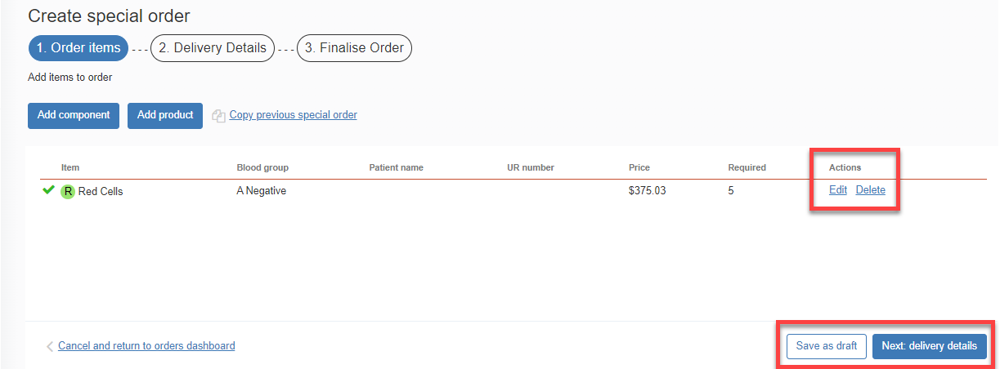 Create special order
1. Order items --- 2. Delivery Details --- 3. Finalise Order
Add items to order
Add component Add product Copy previous special order
Item Blood group Patient name UR number Price Required Actions
R Red Cells A Negative $375.03 5 Edit Delete
Cancel and return to orders dashboard Save as draft Next: delivery details